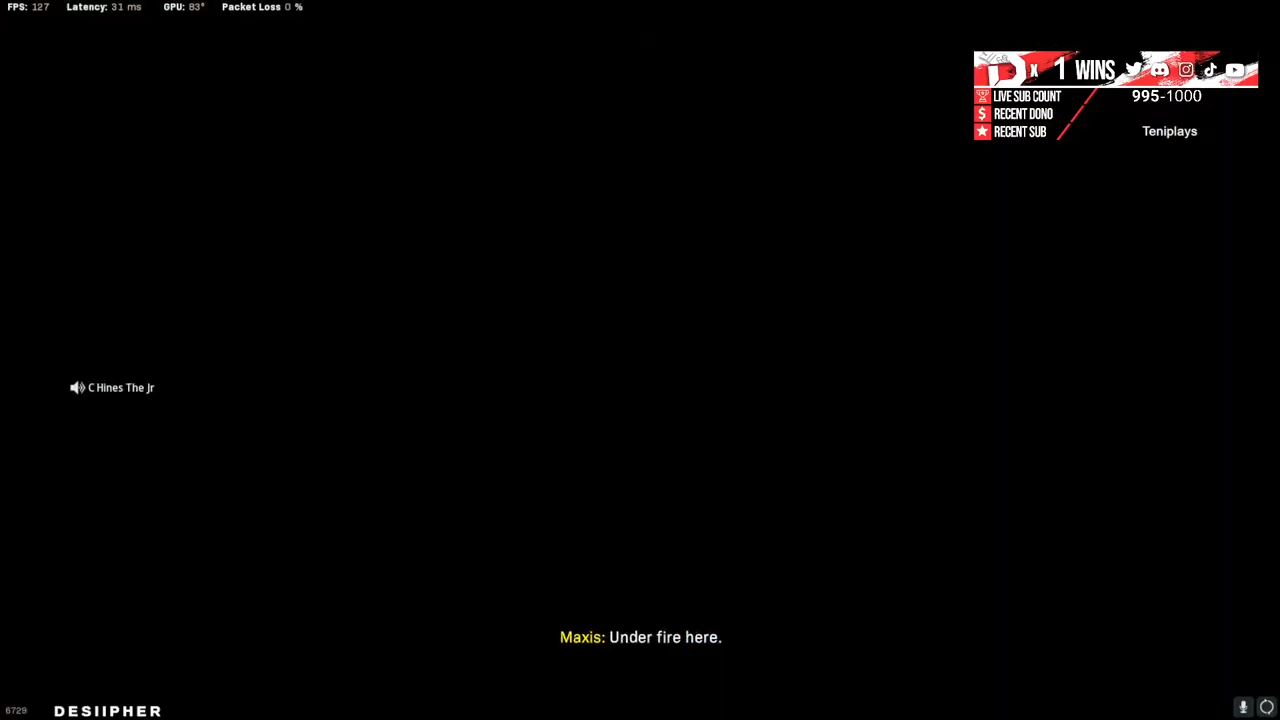 FPS: 127 Latency: 31 ms GPU: 83° Packet Loss 0 %
X 1 WINS
LIVE SUB COUNT 995-1000
RECENT DONO
RECENT SUB Teniplays
C Hines The Jr
Maxis: Under fire here.
6729 DESIIPHER